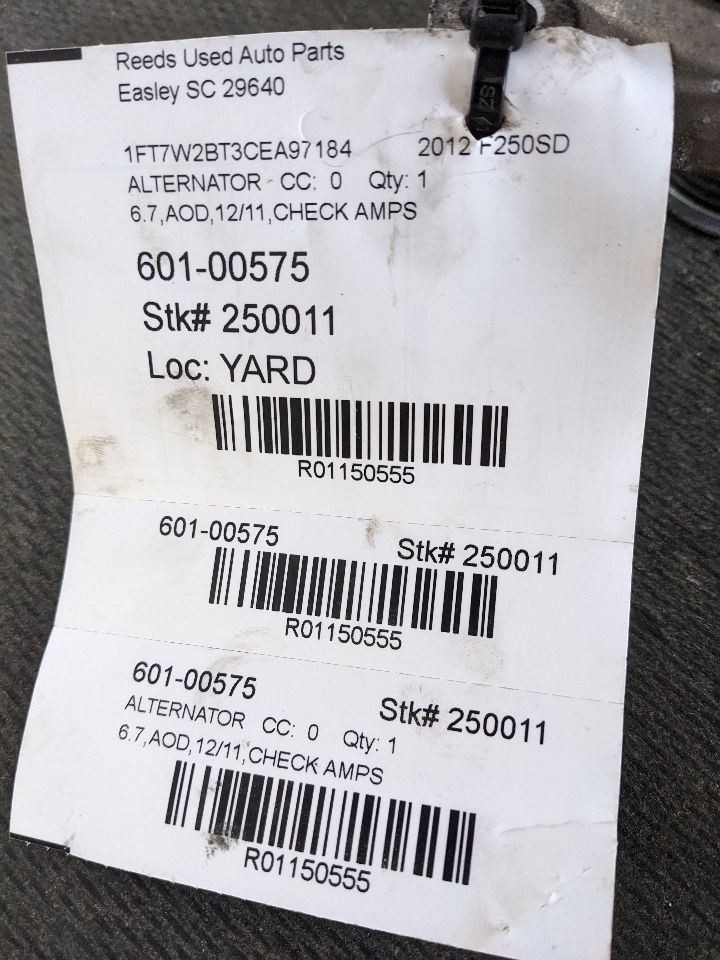 Reeds Used Auto Parts
Easley SC 29640
1FT7W2BT3CEA97184 2012 F250SD
ALTERNATOR CC: 0 Qty: 1
6.7,AOD,12/11,CHECK AMPS
601-00575
Stk# 250011
Loc: YARD
R01150555
601-00575 Stk# 250011
R01150555
601-00575 Stk# 250011
ALTERNATOR CC: 0 Qty: 1
6.7,AOD,12/11,CHECK AMPS
R01150555